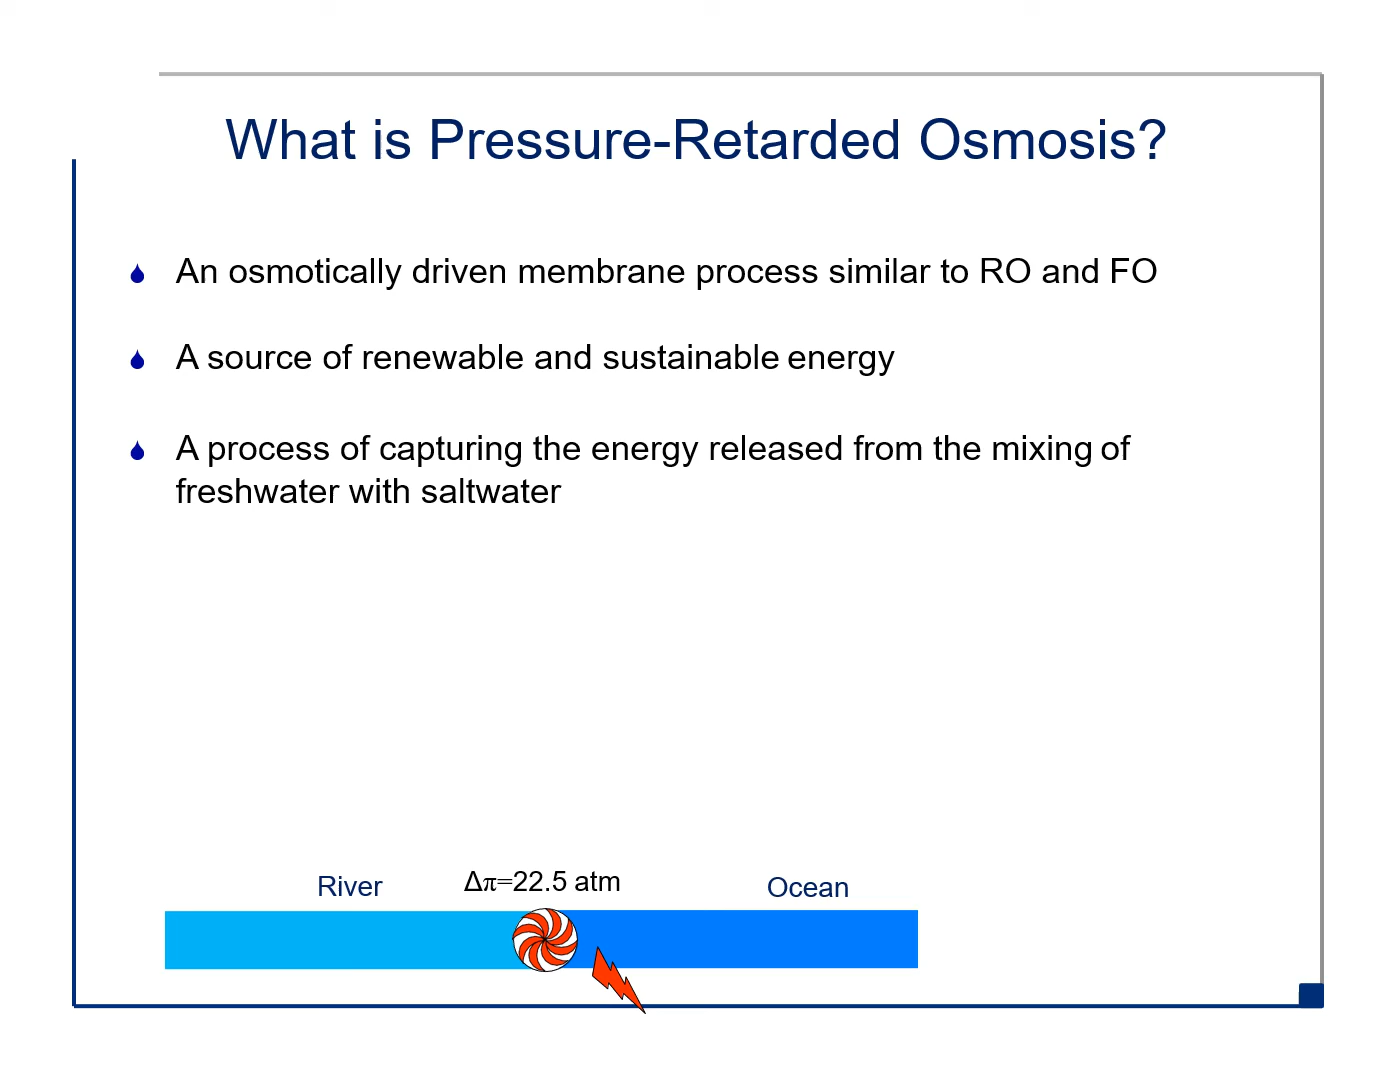 What is Pressure-Retarded Osmosis?
An osmotically driven membrane process similar to RO and FO
A source of renewable and sustainable energy
A process of capturing the energy released from the mixing of
freshwater with saltwater
River
Δπ=22.5 atm
Ocean